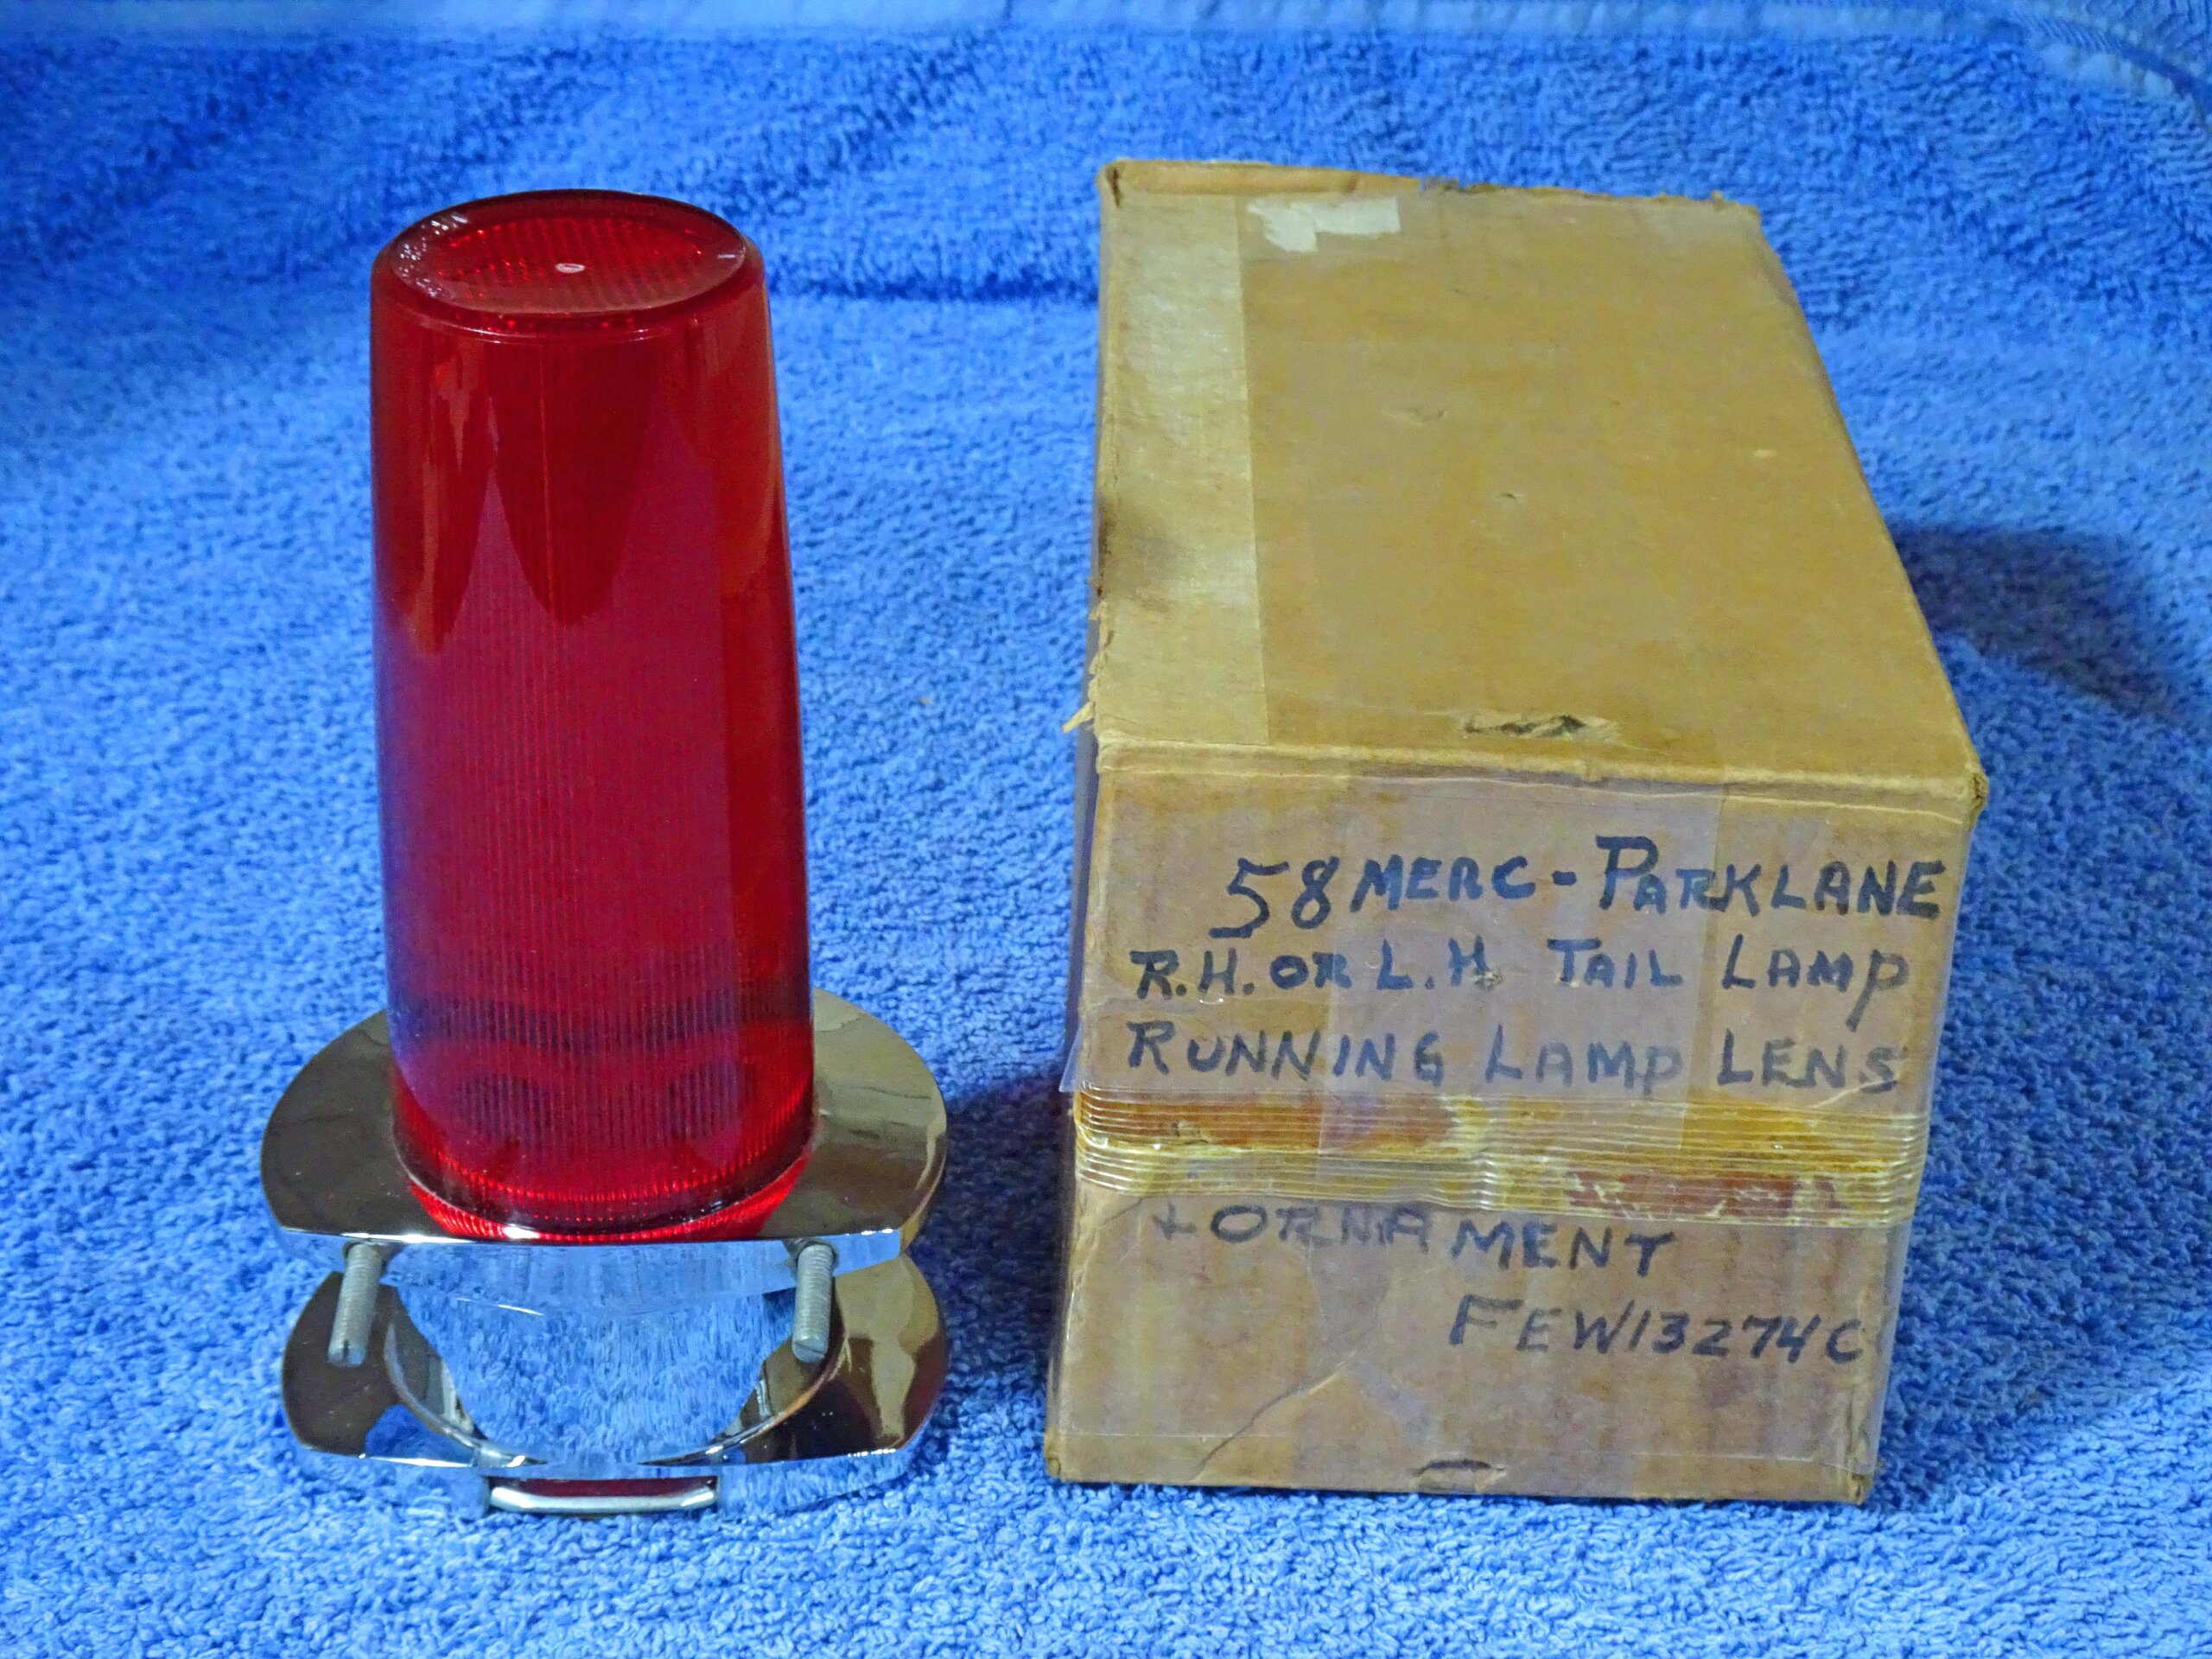 58 MERC - PARKLANE
R.H. OR L.H. TAIL LAMP
RUNNING LAMP LENS
+ ORNAMENT
FEW13274C